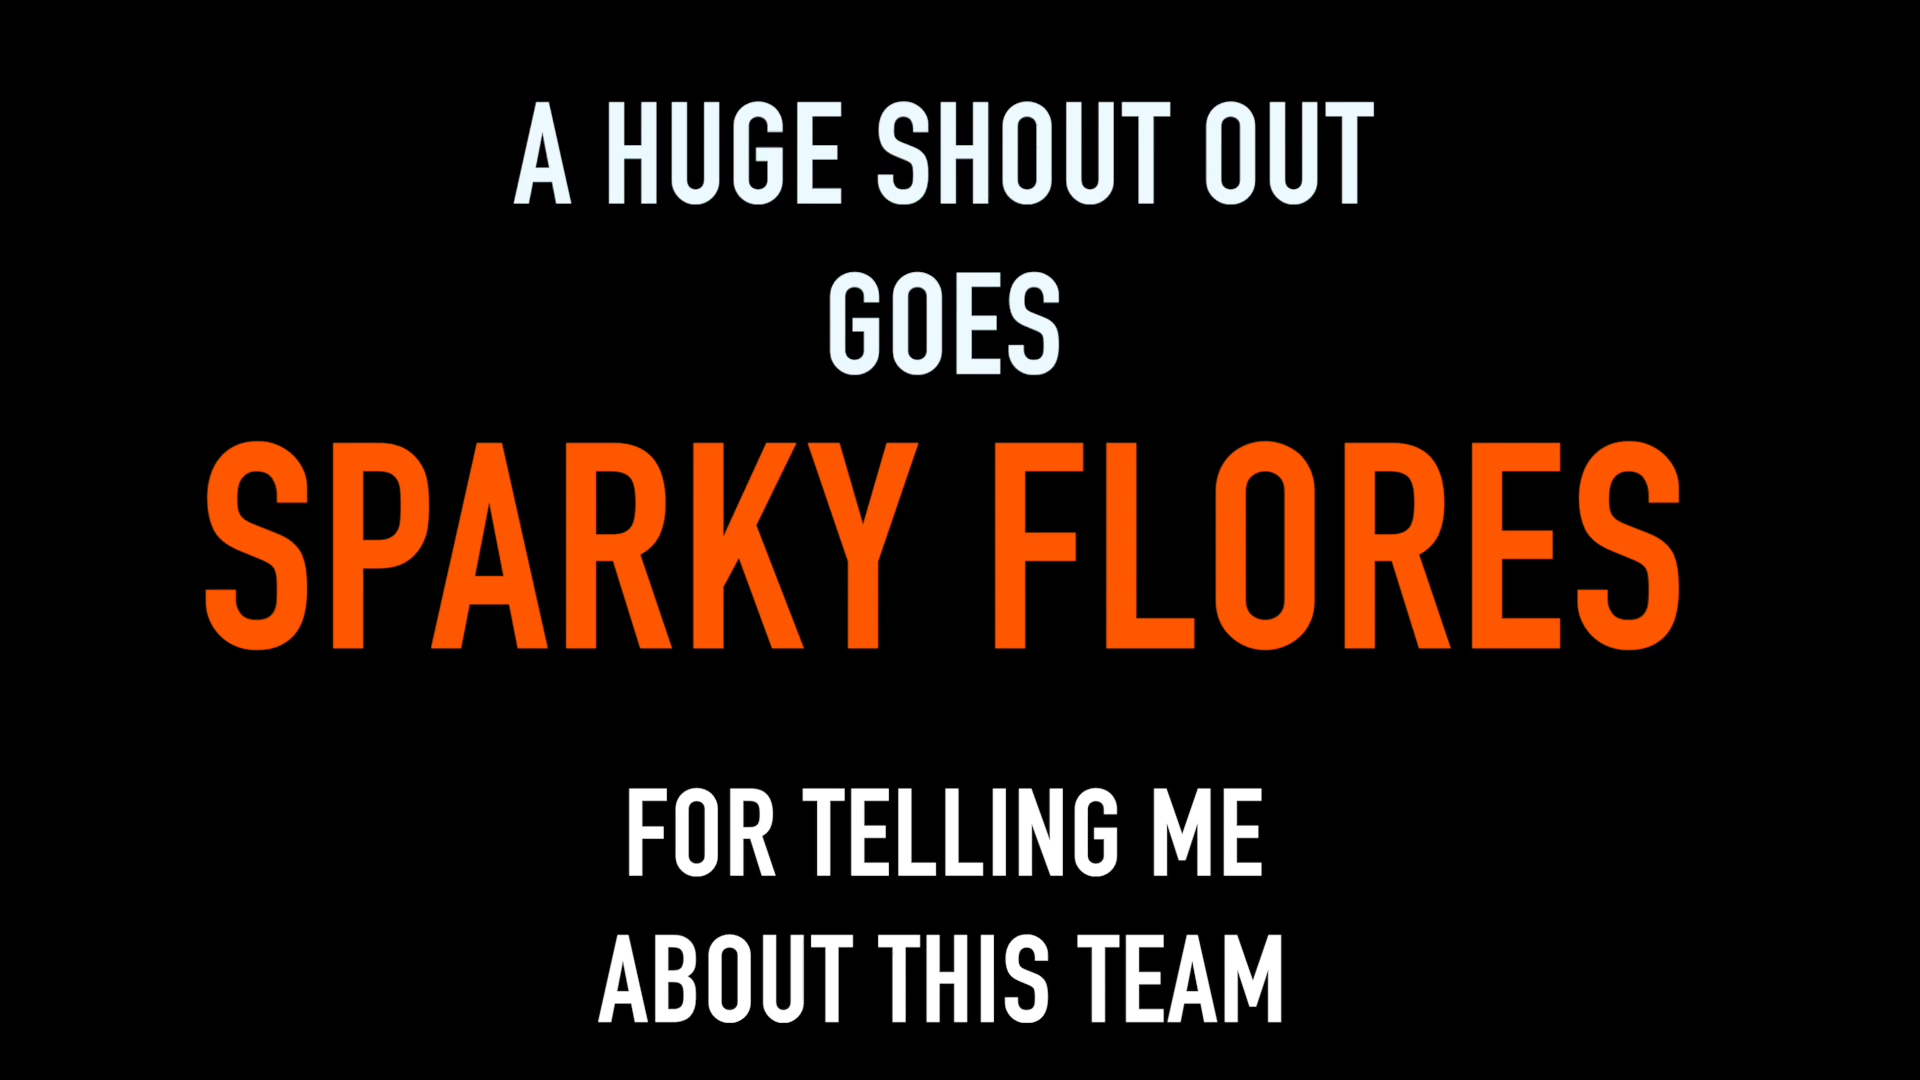 A HUGE SHOUT OUT
GOES
SPARKY FLORES
FOR TELLING ME
ABOUT THIS TEAM